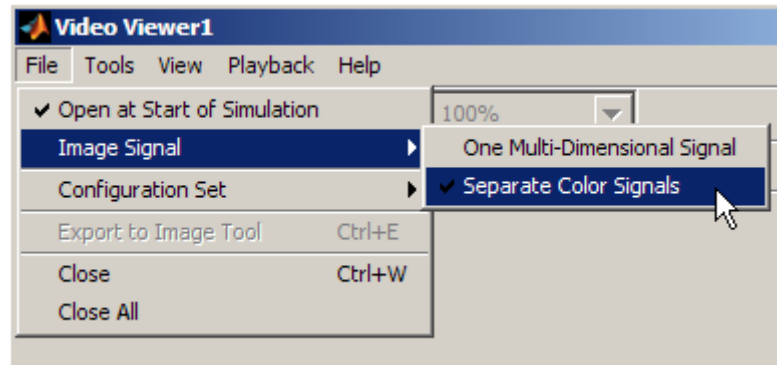 Video Viewer1
File Tools View Playback Help
✔ Open at Start of Simulation
100%
Image Signal
One Multi-Dimensional Signal
Configuration Set
✔ Separate Color Signals
Export to Image Tool Ctrl+E
Close Ctrl+W
Close All